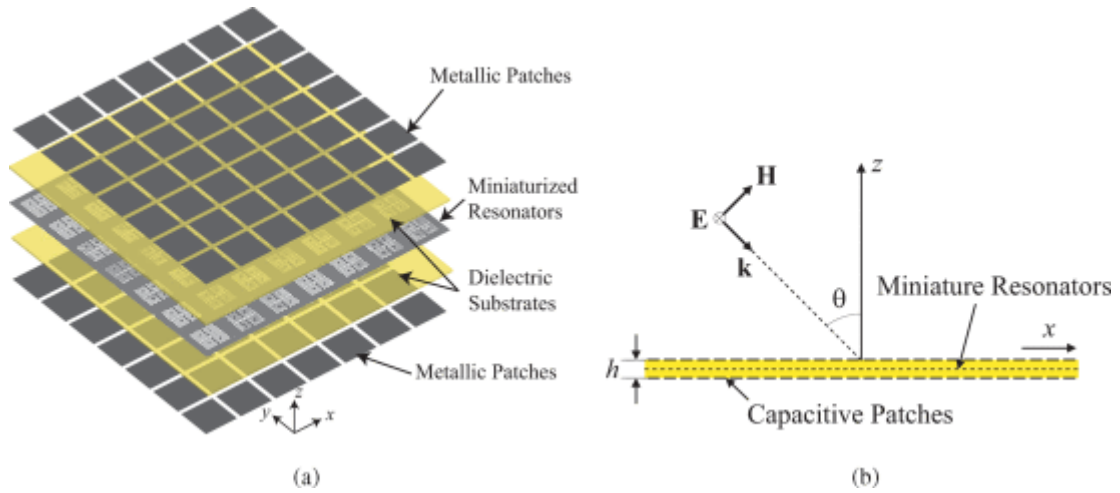 Metallic Patches
Miniaturized
Resonators
Dielectric
Substrates
Metallic Patches
z
y
x
(a)
z
H
E
k
θ
Miniature Resonators
x
h
Capacitive Patches
(b)